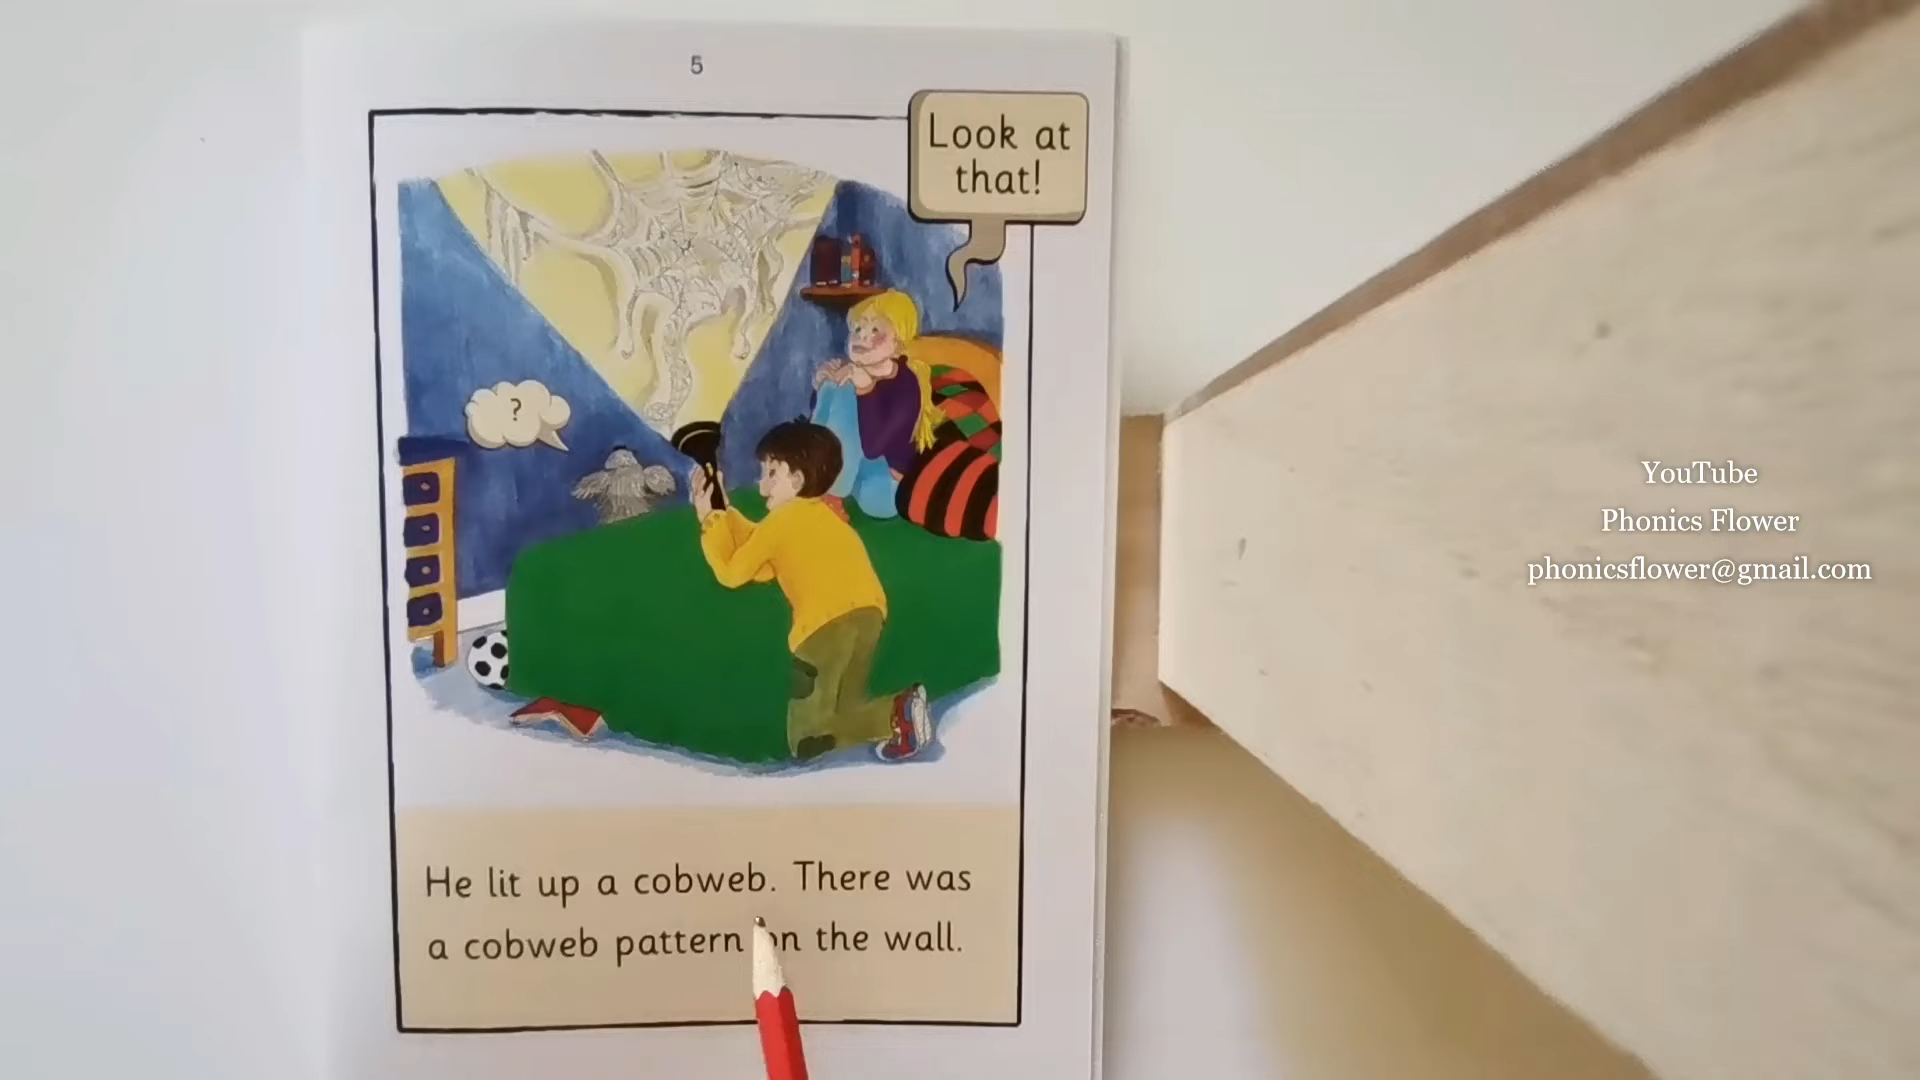 5
Look at
that!
?
He lit up a cobweb. There was
a cobweb pattern on the wall.
YouTube
Phonics Flower
phonicsflower@gmail.com